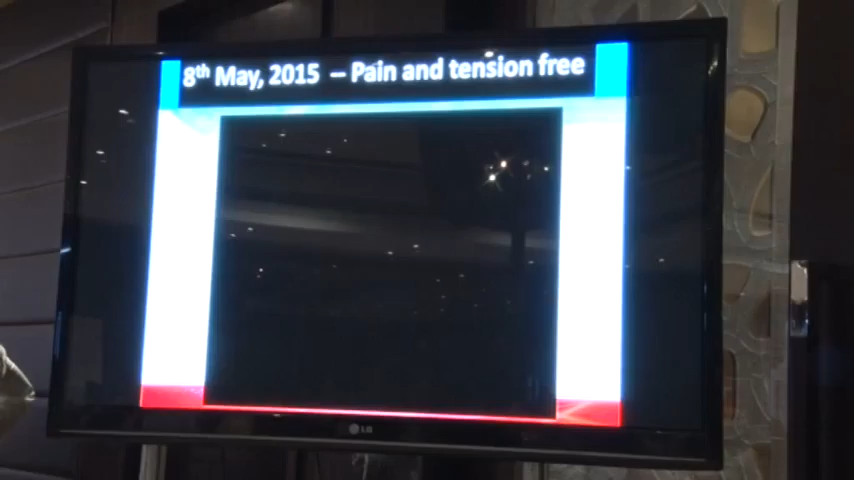 8th May, 2015 – Pain and tension free
LG